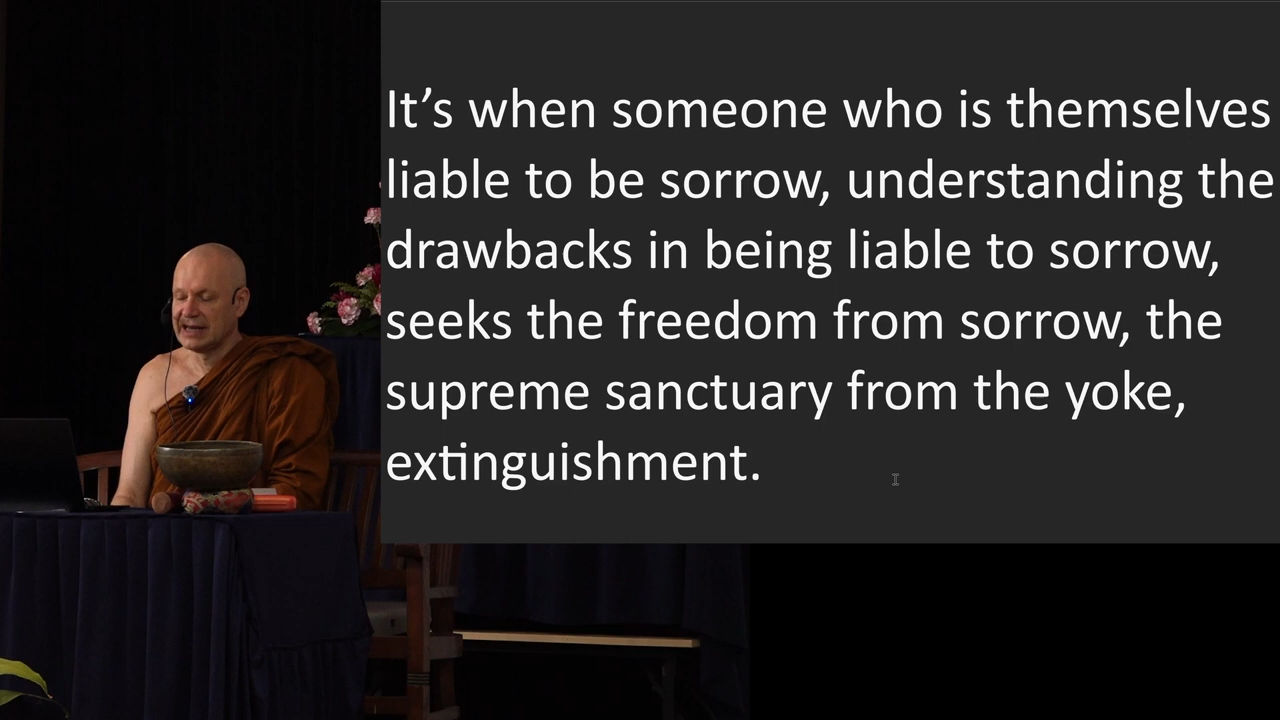 It’s when someone who is themselves
liable to be sorrow, understanding the
drawbacks in being liable to sorrow,
seeks the freedom from sorrow, the
supreme sanctuary from the yoke,
extinguishment.